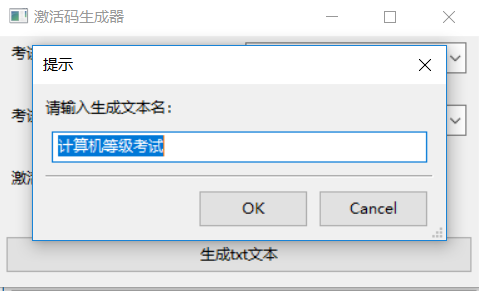 激活码生成器
考试
提示
请输入生成文本名：
计算机等级考试
OK
Cancel
考试
激活
生成txt文本